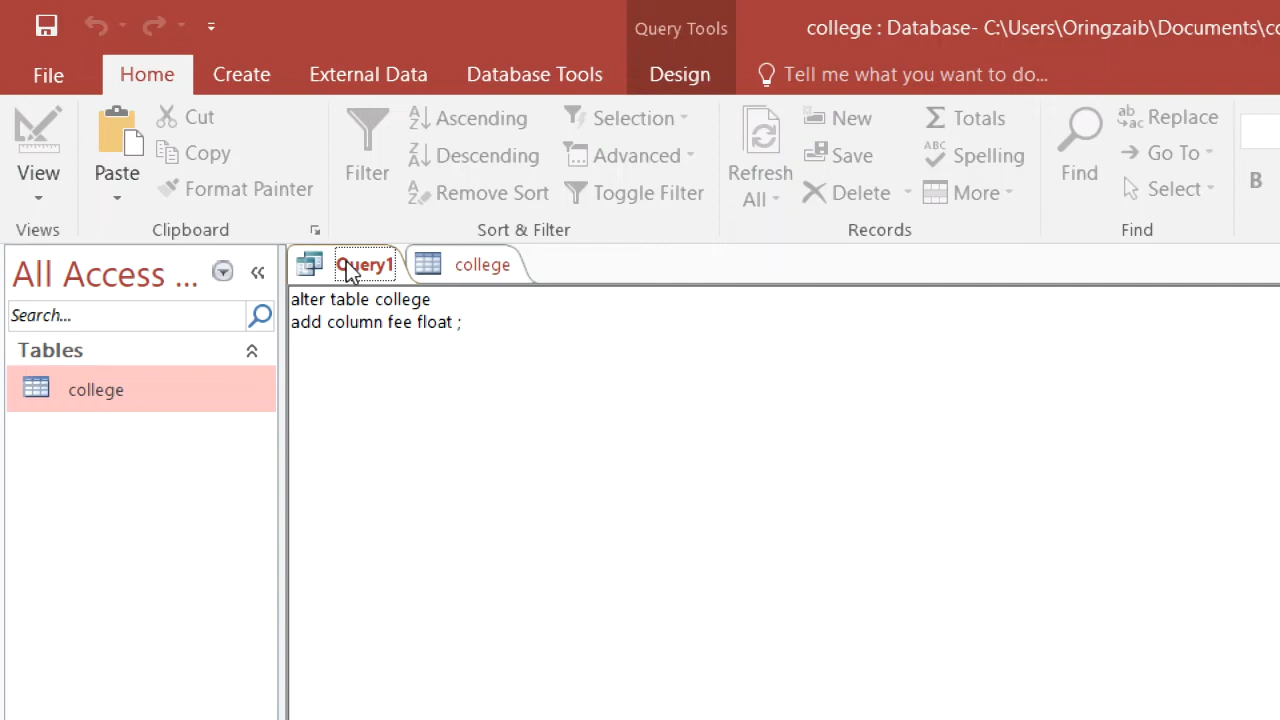 Query Tools
college : Database- C:\Users\Oringzaib\Documents\co
File
Home
Create
External Data
Database Tools
Design
Tell me what you want to do...
View
Paste
Cut
Copy
Format Painter
Filter
Ascending
Descending
Remove Sort
Selection
Advanced
Toggle Filter
Refresh
All
New
Save
Delete
Totals
Spelling
More
Find
Replace
Go To
Select
B
Views
Clipboard
Sort & Filter
Records
Find
All Access ...
Search...
Tables
college
Query1
college
alter table college
add column fee float ;